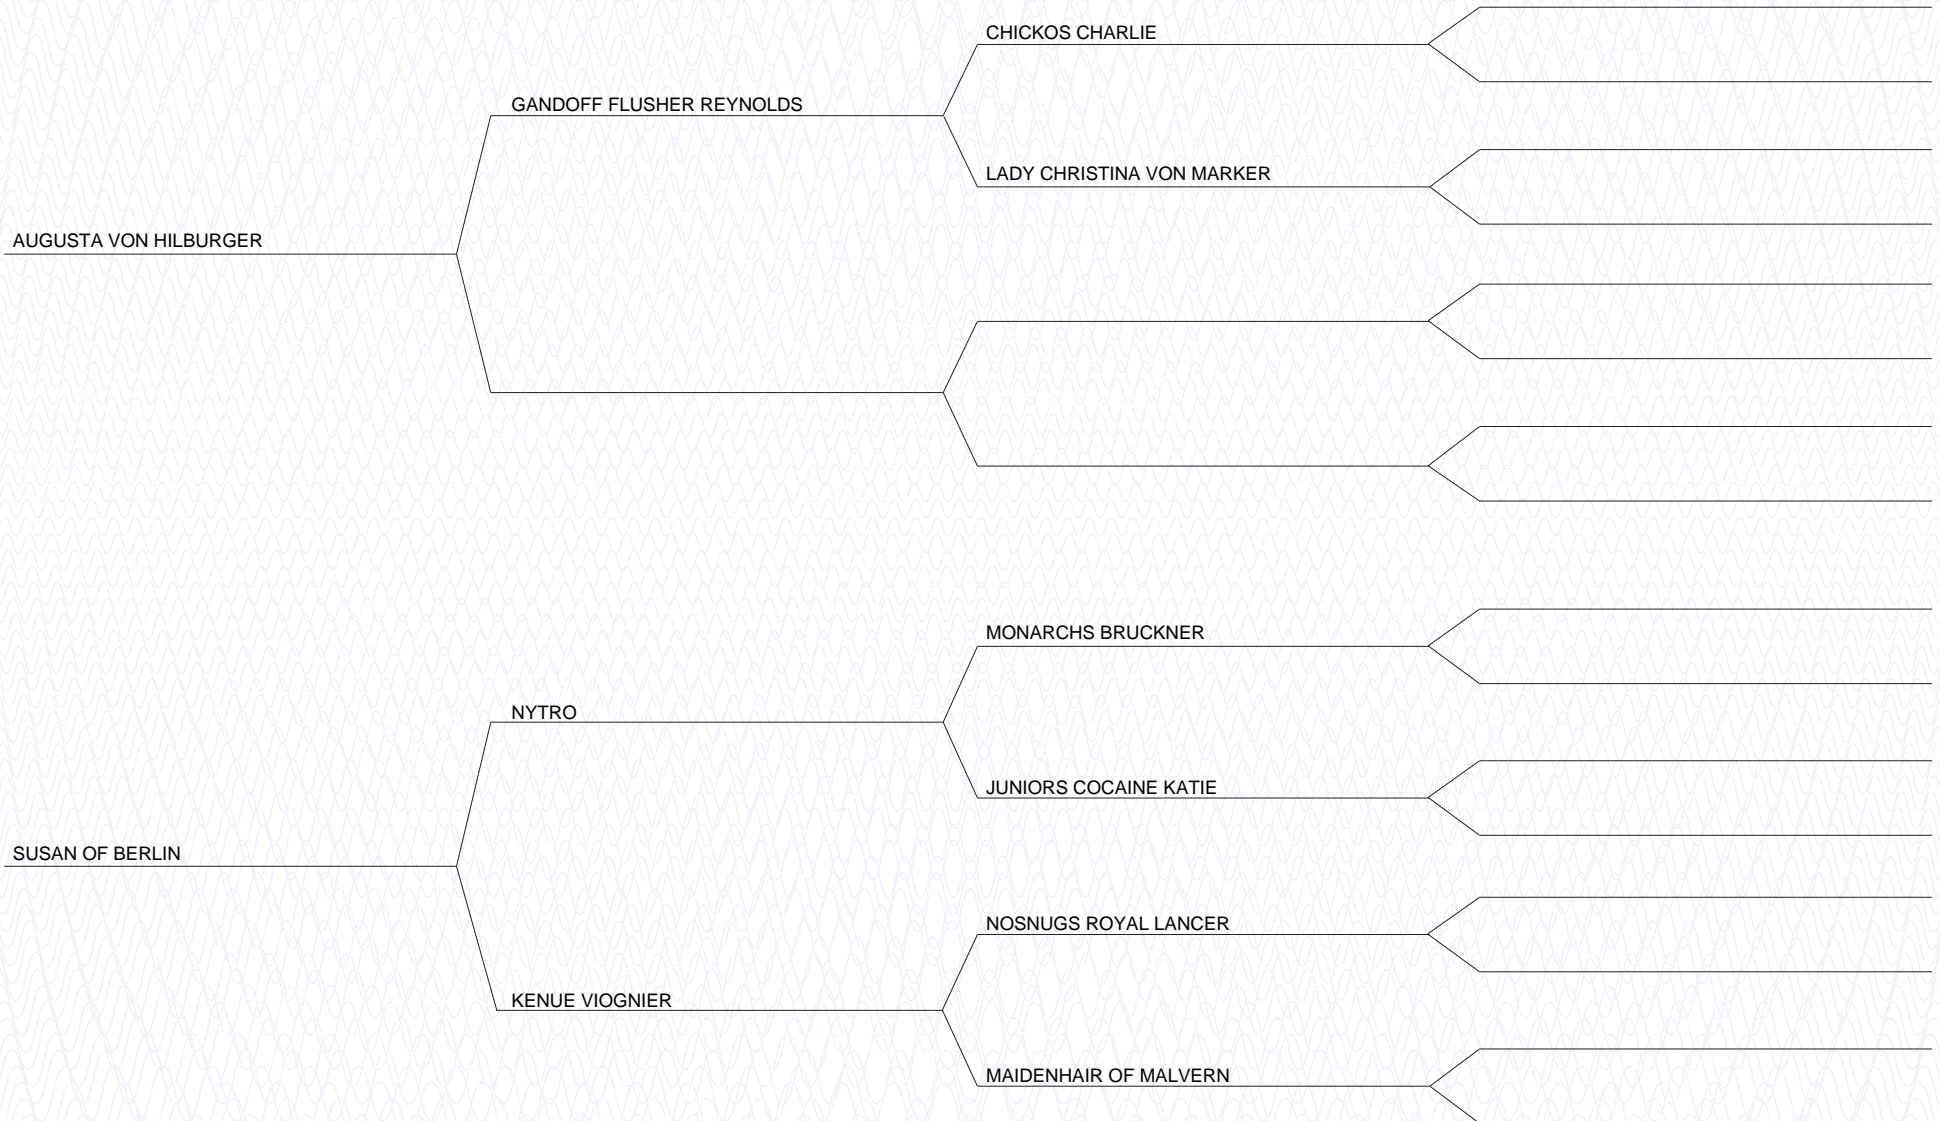 CHICKOS CHARLIE
GANDOFF FLUSHER REYNOLDS
LADY CHRISTINA VON MARKER
AUGUSTA VON HILBURGER
MONARCHS BRUCKNER
NYTRO
JUNIORS COCAINE KATIE
SUSAN OF BERLIN
NOSNUGS ROYAL LANCER
KENUE VIOGNIER
MAIDENHAIR OF MALVERN